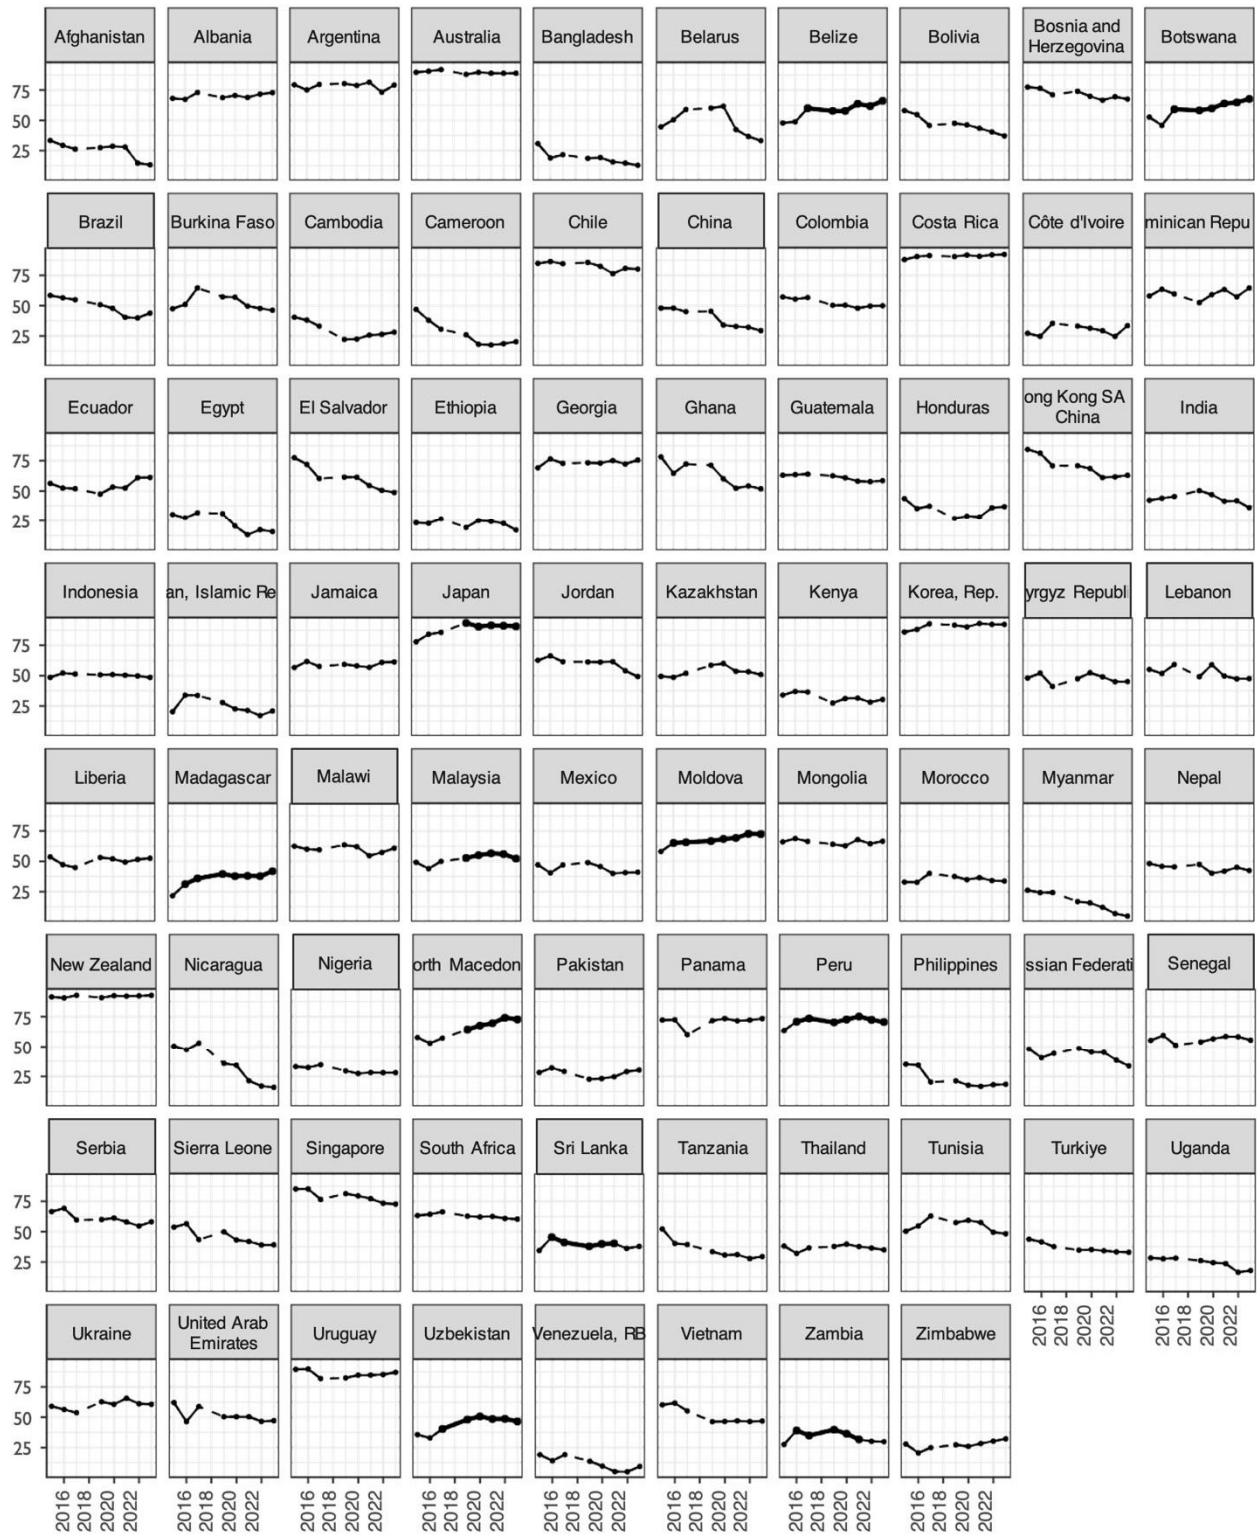 Afghanistan
Albania
Argentina
Australia
Bangladesh
Belarus
Belize
Bolivia
Bosnia and
Herzegovina
Botswana
75
50
25
Brazil
Burkina Faso
Cambodia
Cameroon
Chile
China
Colombia
Costa Rica
Côte d'Ivoire
minican Repu
75
50
25
Ecuador
Egypt
El Salvador
Ethiopia
Georgia
Ghana
Guatemala
Honduras
ong Kong SA
China
India
75
50
25
Indonesia
an, Islamic Re
Jamaica
Japan
Jordan
Kazakhstan
Kenya
Korea, Rep.
yrgyz Republi
Lebanon
75
50
25
Liberia
Madagascar
Malawi
Malaysia
Mexico
Moldova
Mongolia
Morocco
Myanmar
Nepal
75
50
25
New Zealand
Nicaragua
Nigeria
orth Macedon
Pakistan
Panama
Peru
Philippines
ssian Federati
Senegal
75
50
25
Serbia
Sierra Leone
Singapore
South Africa
Sri Lanka
Tanzania
Thailand
Tunisia
Turkiye
Uganda
75
50
25
2016
2018
2020
2022
2016
2018
2020
2022
Ukraine
United Arab
Emirates
Uruguay
Uzbekistan
Venezuela, RB
Vietnam
Zambia
Zimbabwe
75
50
25
2016
2018
2020
2022
2016
2018
2020
2022
2016
2018
2020
2022
2016
2018
2020
2022
2016
2018
2020
2022
2016
2018
2020
2022
2016
2018
2020
2022
2016
2018
2020
2022